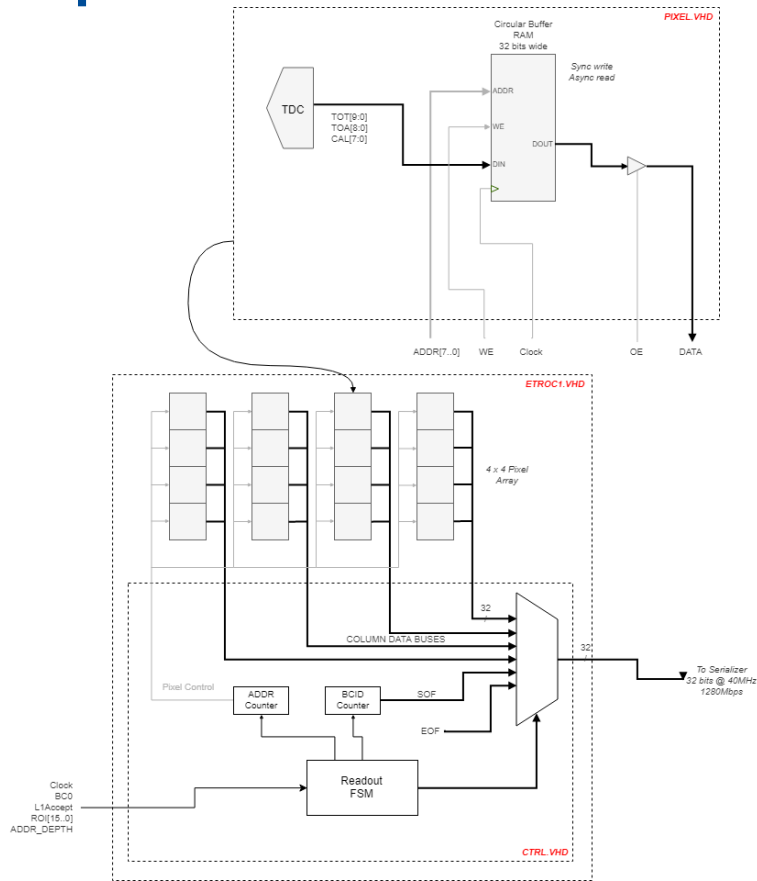 PIXEL.VHD
Circular Buffer
RAM
32 bits wide
Sync write
Async read
TDC
TOT[9:0]
TOA[8:0]
CAL[7:0]
ADDR
WE
DOUT
DIN
ADDR[7..0]
WE
Clock
OE
DATA
ETROC1.VHD
4 x 4 Pixel
Array
32
COLUMN DATA BUSES
32
To Serializer
32 bits @ 40MHz
1280Mbps
Pixel Control
ADDR
Counter
BCID
Counter
SOF
EOF
Readout
FSM
Clock
BC0
L1Accept
ROI[15..0]
ADDR_DEPTH
CTRL.VHD